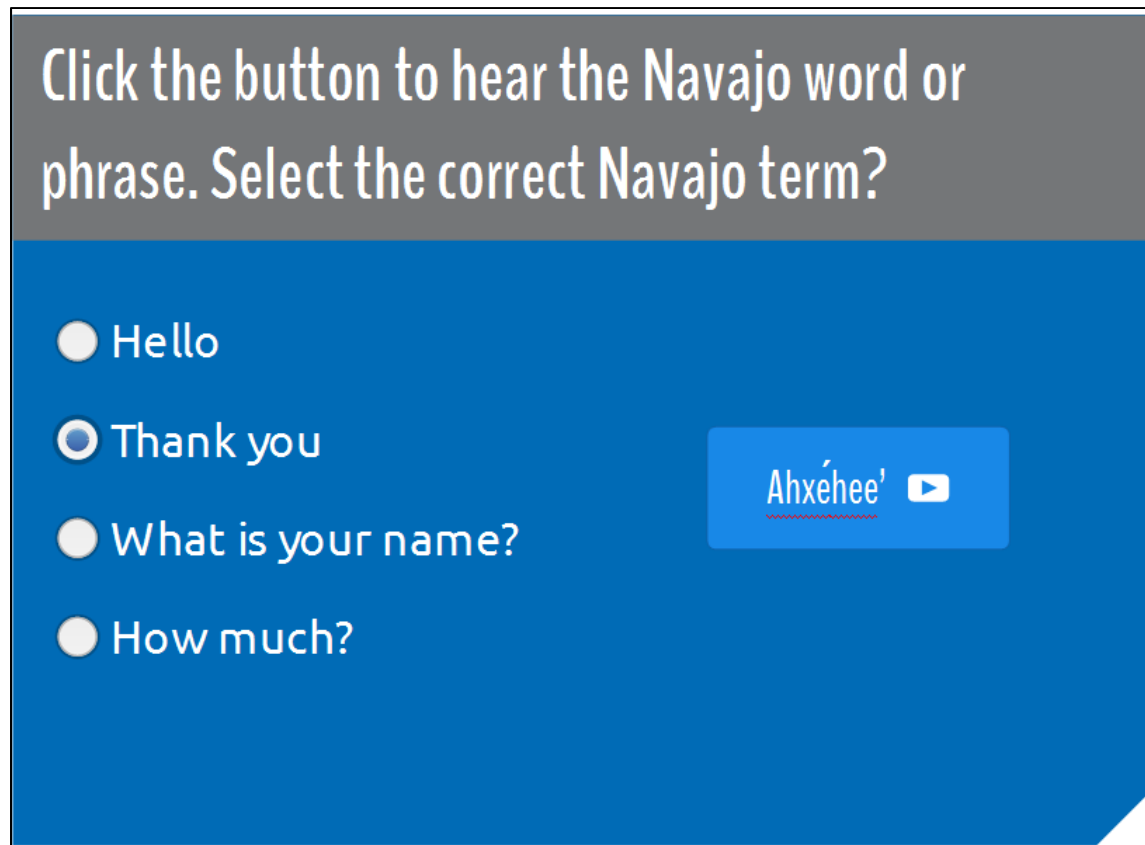 Click the button to hear the Navajo word or
phrase. Select the correct Navajo term?
Hello
Thank you
What is your name?
How much?
Ahxéhee’